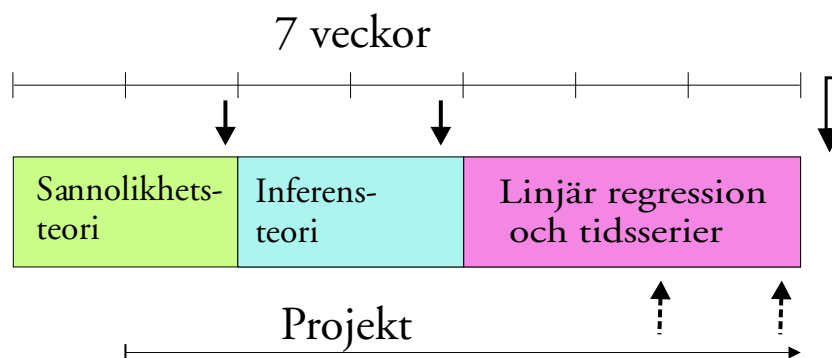 7 veckor
Sannolikhets-
teori
Inferens-
teori
Linjär regression
och tidsserier
Projekt